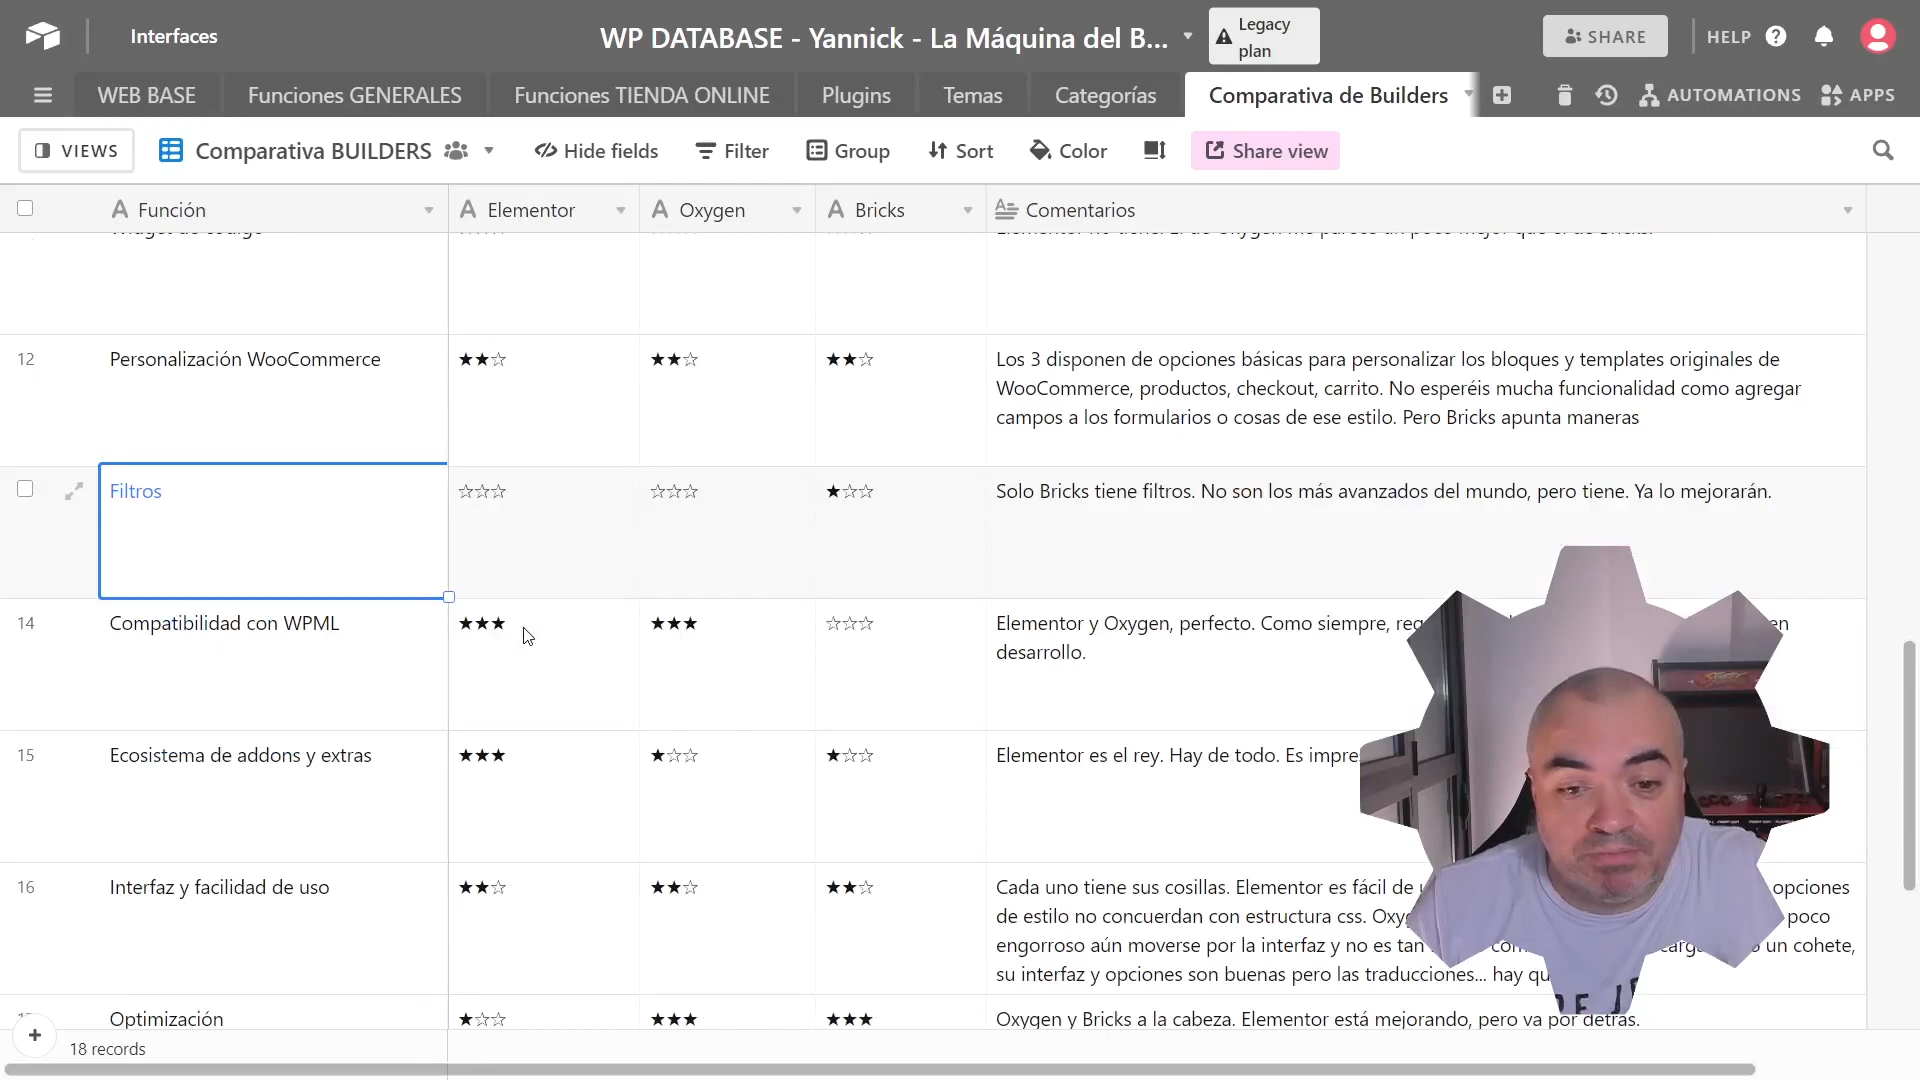 Interfaces
WP DATABASE - Yannick - La Máquina del B...
Legacy
plan
SHARE
HELP
WEB BASE
Funciones GENERALES
Funciones TIENDA ONLINE
Plugins
Temas
Categorías
Comparativa de Builders
AUTOMATIONS
APPS
VIEWS
Comparativa BUILDERS
Hide fields
Filter
Group
Sort
Color
Share view
Función
Elementor
Oxygen
Bricks
Comentarios
12
Personalización WooCommerce
★★☆
★★☆
★★☆
Los 3 disponen de opciones básicas para personalizar los bloques y templates originales de
WooCommerce, productos, checkout, carrito. No esperéis mucha funcionalidad como agregar
campos a los formularios o cosas de ese estilo. Pero Bricks apunta maneras
Filtros
☆☆☆
☆☆☆
★☆☆
Solo Bricks tiene filtros. No son los más avanzados del mundo, pero tiene. Ya lo mejorarán.
14
Compatibilidad con WPML
★★★
★★★
☆☆☆
Elementor y Oxygen, perfecto. Como siempre, en
desarrollo.
15
Ecosistema de addons y extras
★★★
★☆☆
★☆☆
Elementor es el rey. Hay de todo. Es
16
Interfaz y facilidad de uso
★★☆
★★☆
★★☆
Cada uno tiene sus cosillas. Elementor es fácil de opciones
de estilo no concuerdan con estructura css. poco
engorroso aún moverse por la interfaz y no es tan un cohete,
su interfaz y opciones son buenas pero las traducciones... hay
Optimización
★☆☆
★★★
★★★
Oxygen y Bricks a la cabeza. Elementor está mejorando, pero va por detrás.
+
18 records